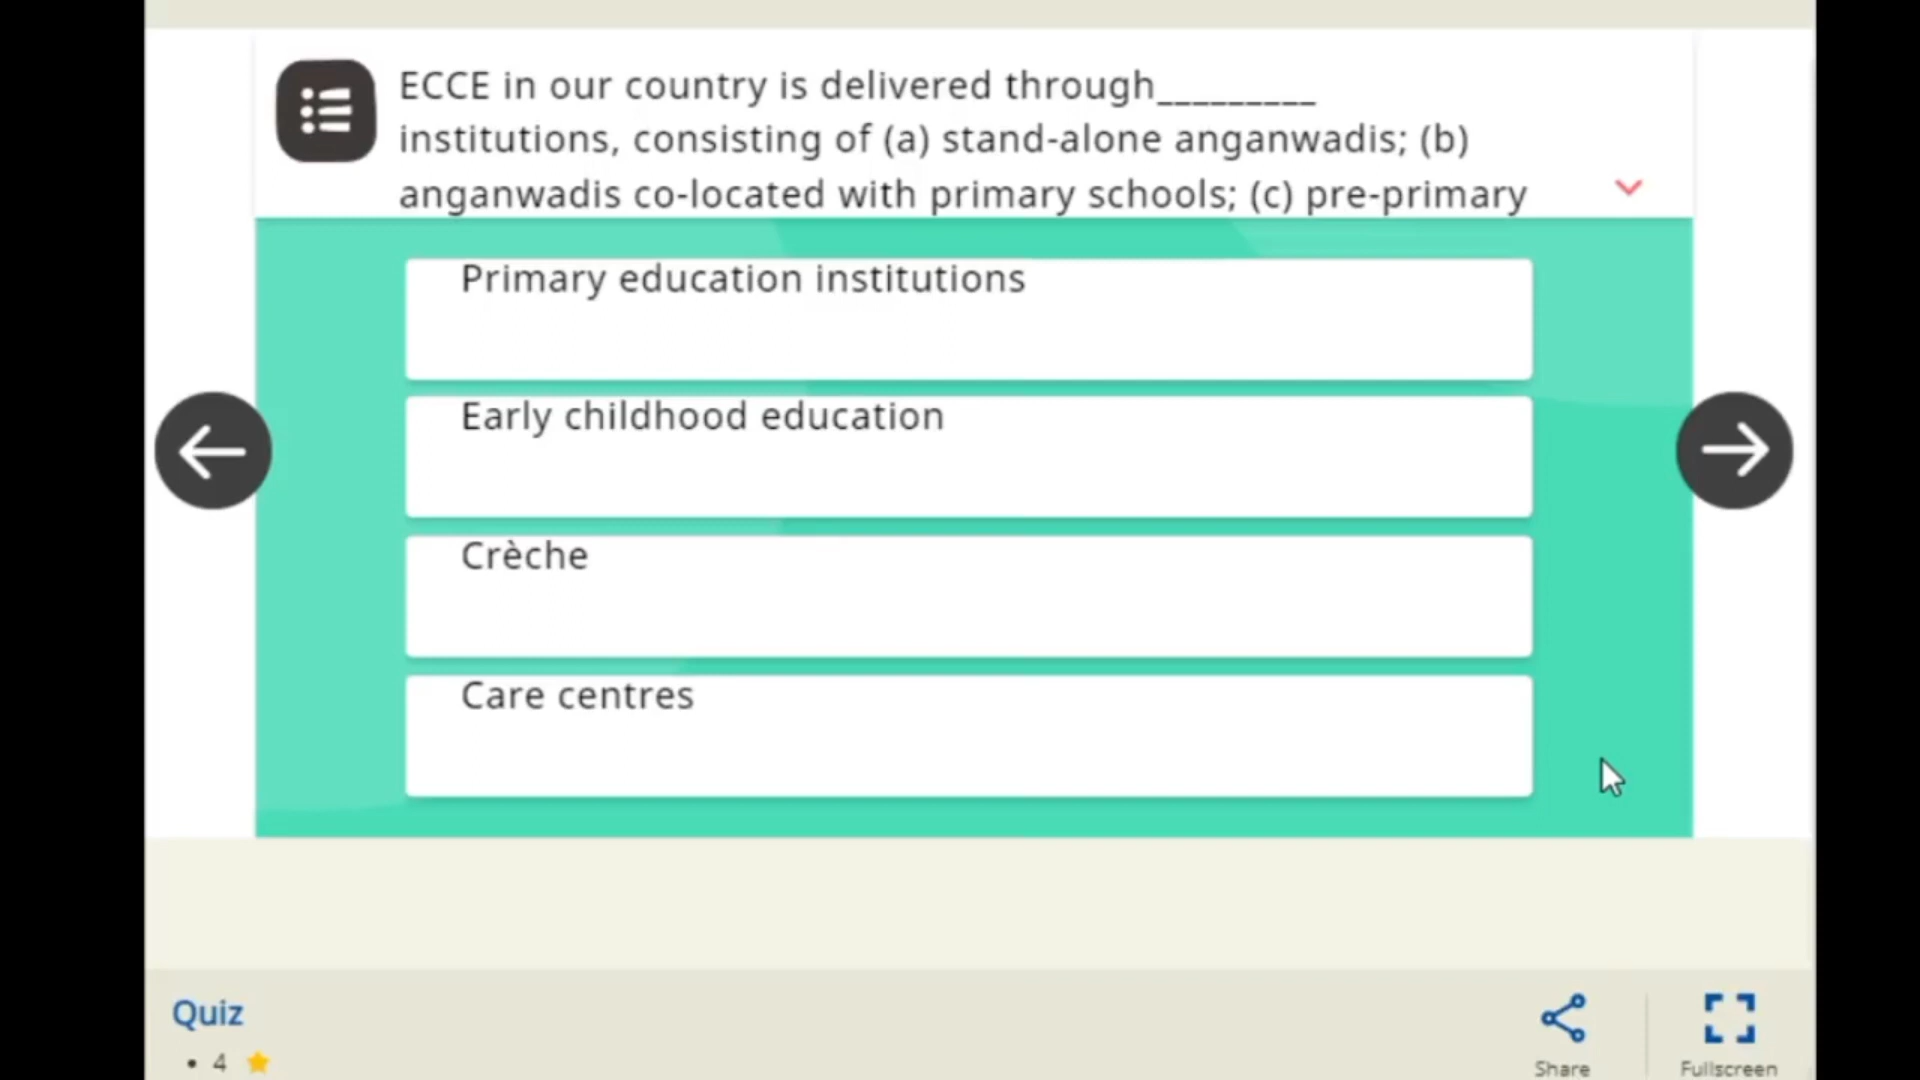 ECCE in our country is delivered through_________
institutions, consisting of (a) stand-alone anganwadis; (b)
anganwadis co-located with primary schools; (c) pre-primary
Primary education institutions
Early childhood education
Crèche
Care centres
Quiz
• 4
Share
Fullscreen